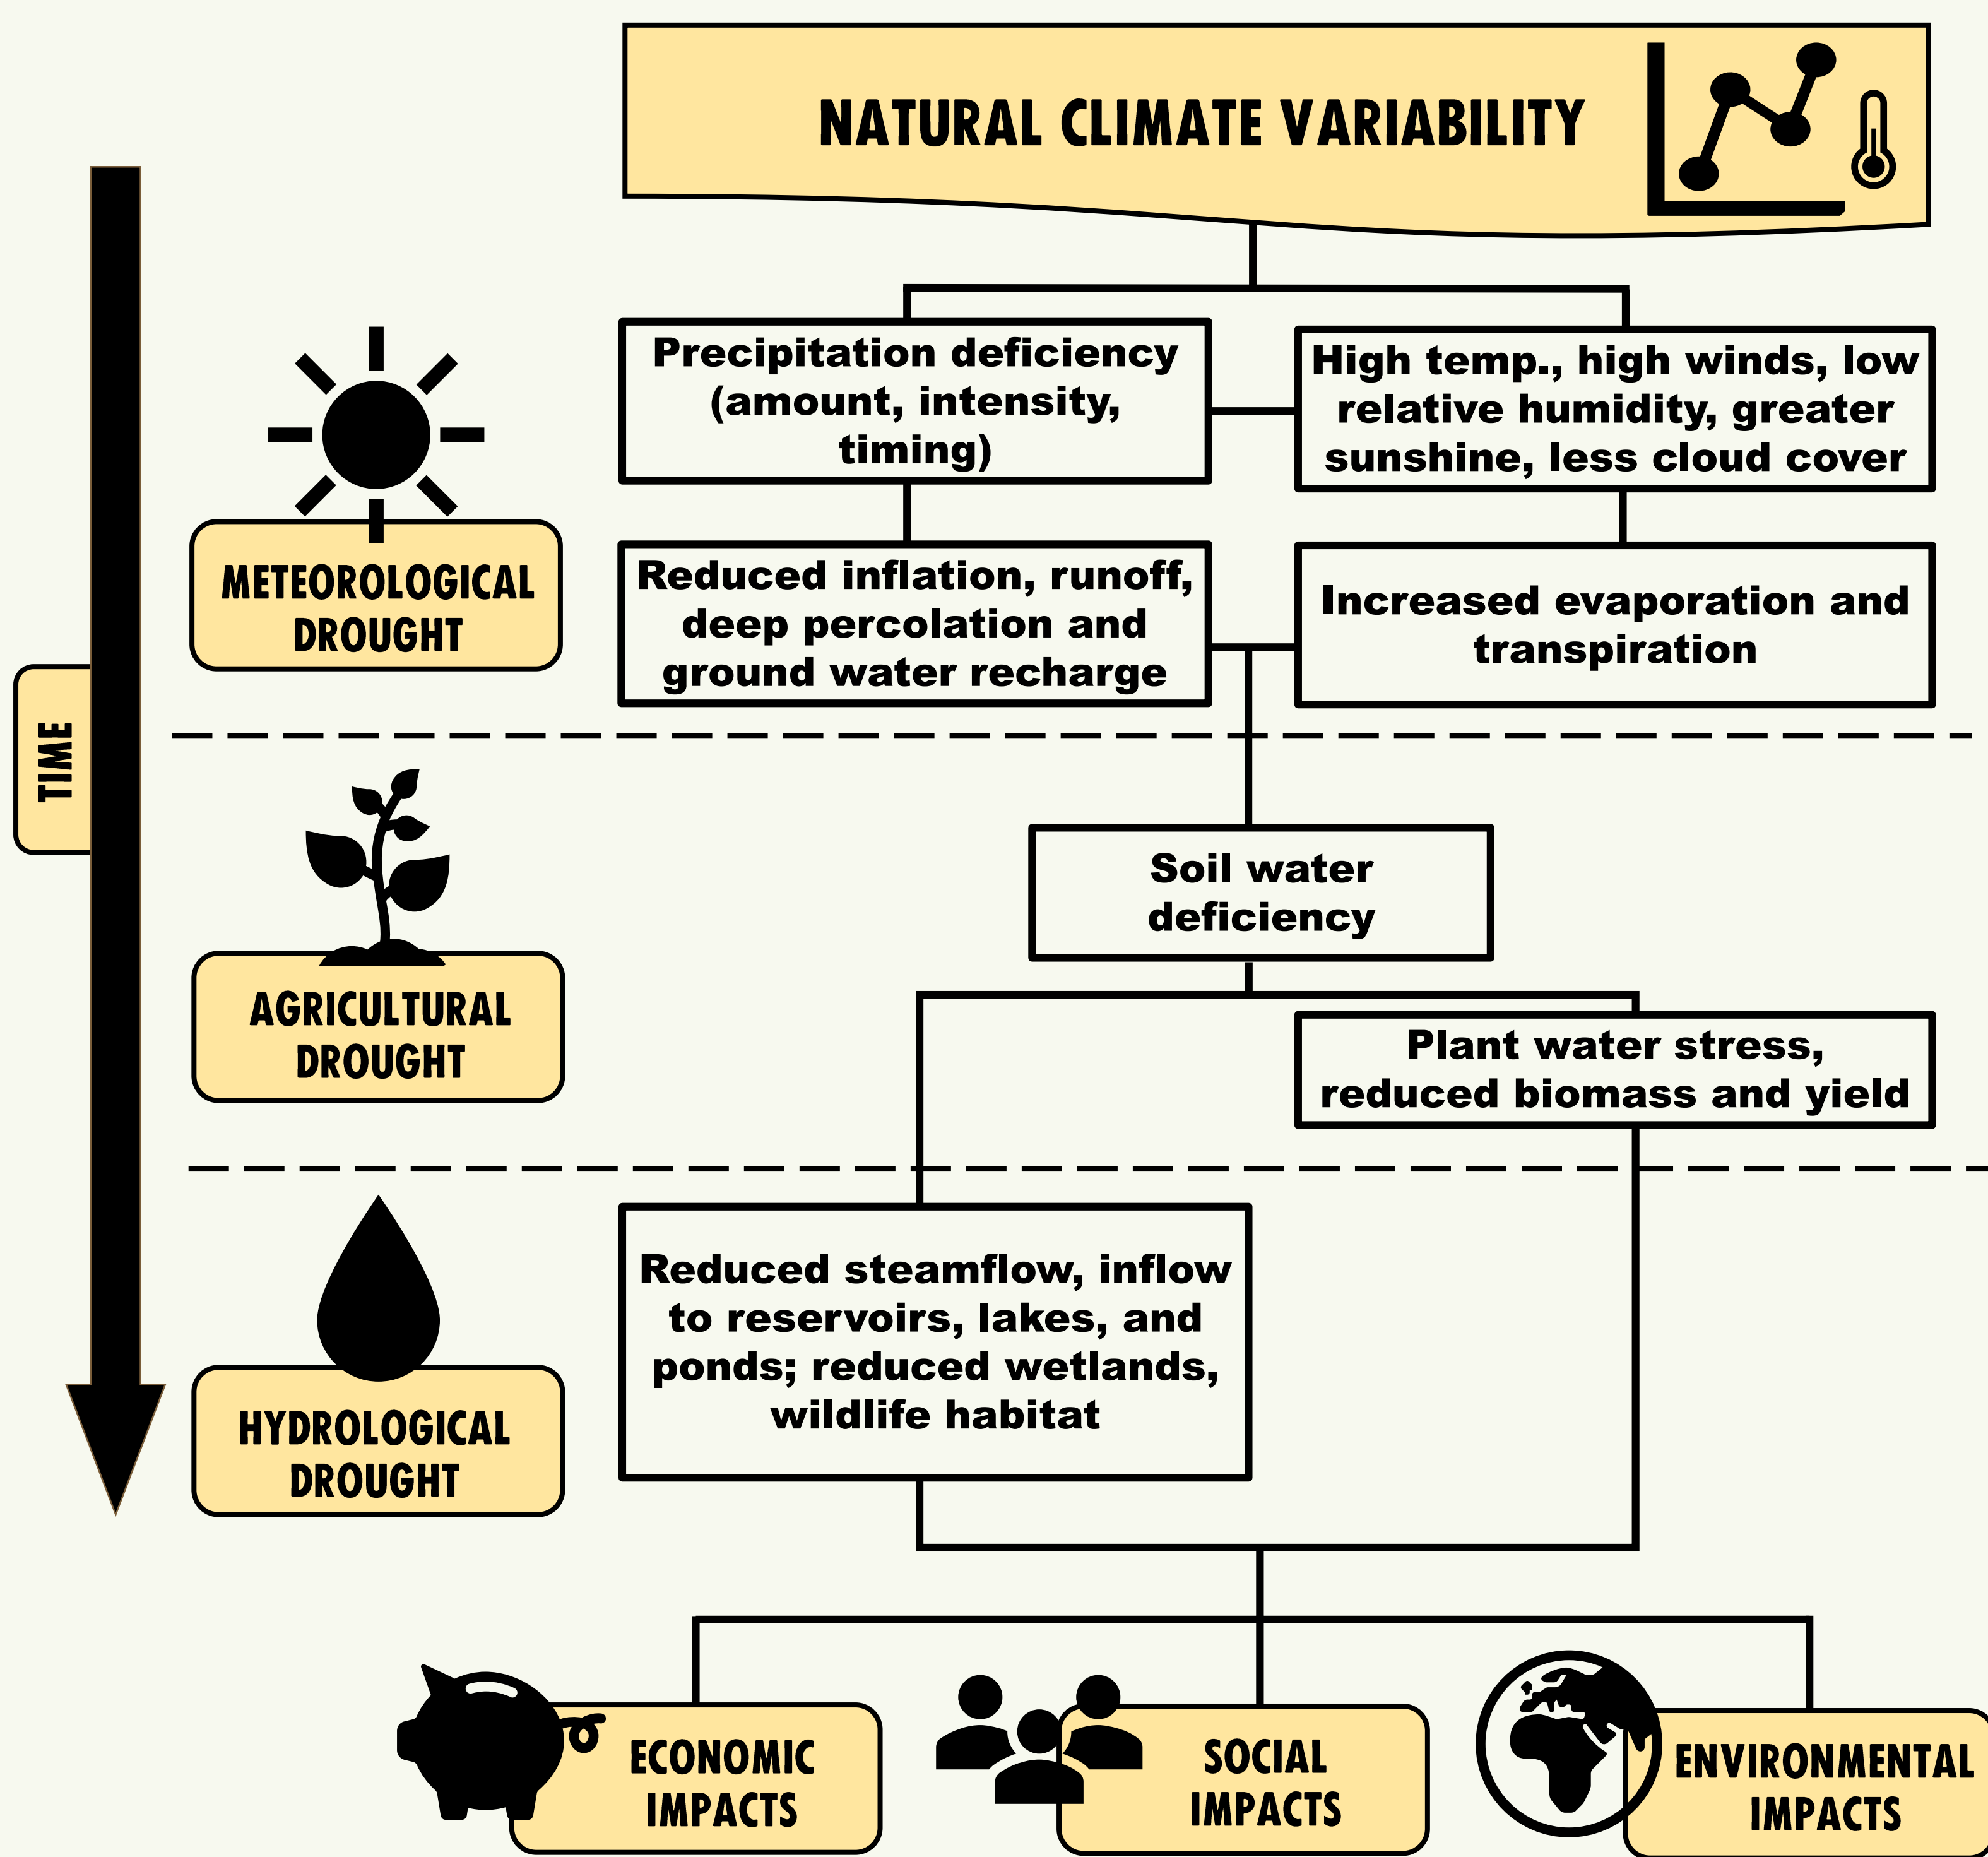 NATURAL CLIMATE VARIABILITY
Precipitation deficiency
(amount, intensity,
timing)
High temp., high winds, low
relative humidity, greater
sunshine, less cloud cover
METEOROLOGICAL
DROUGHT
Reduced inflation, runoff,
deep percolation and
ground water recharge
Increased evaporation and
transpiration
TIME
Soil water
deficiency
AGRICULTURAL
DROUGHT
Plant water stress,
reduced biomass and yield
HYDROLOGICAL
DROUGHT
Reduced steamflow, inflow
to reservoirs, lakes, and
ponds; reduced wetlands,
wildlife habitat
ECONOMIC
IMPACTS
SOCIAL
IMPACTS
ENVIRONMENTAL
IMPACTS